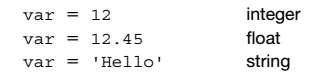 var = 12 integer
var = 12.45 float
var = 'Hello' string